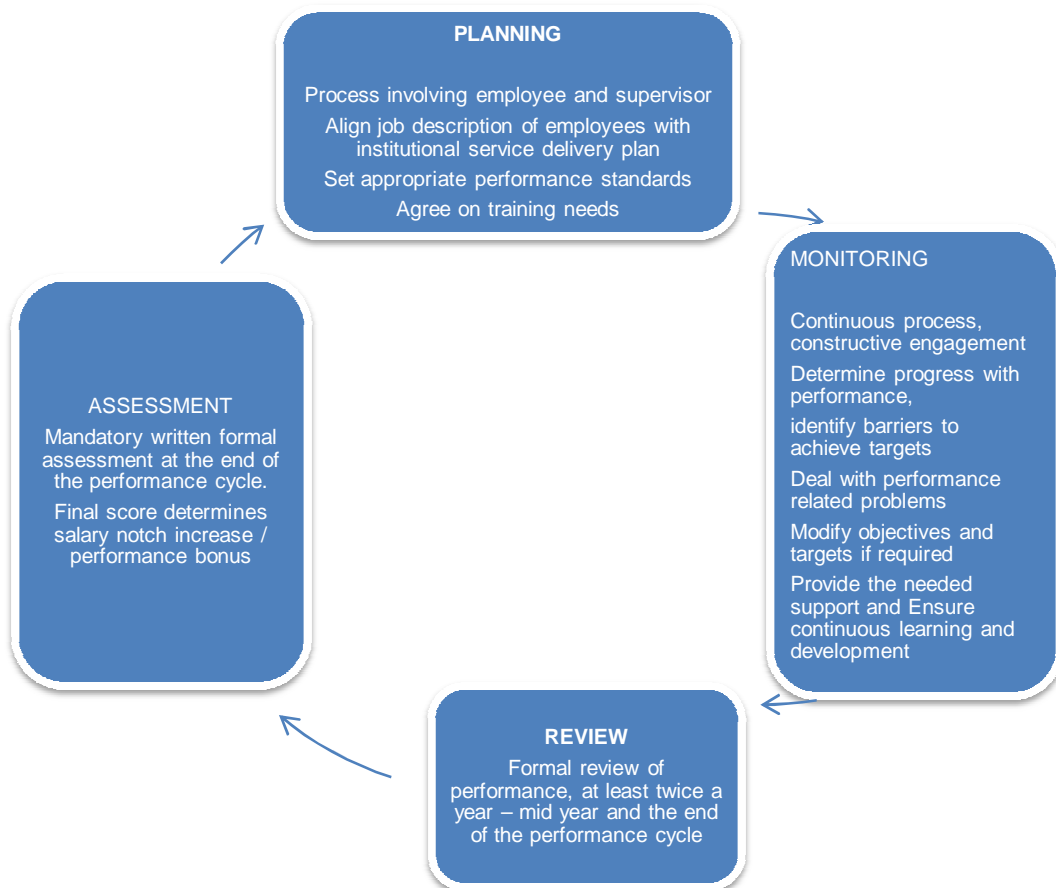 PLANNING
Process involving employee and supervisor
Align job description of employees with
institutional service delivery plan
Set appropriate performance standards
Agree on training needs
MONITORING
Continuous process,
constructive engagement
Determine progress with
performance,
identify barriers to
achieve targets
Deal with performance
related problems
Modify objectives and
targets if required
Provide the needed
support and Ensure
continuous learning and
development
REVIEW
Formal review of
performance, at least twice a
year – mid year and the end
of the performance cycle
ASSESSMENT
Mandatory written formal
assessment at the end of
the performance cycle.
Final score determines
salary notch increase /
performance bonus